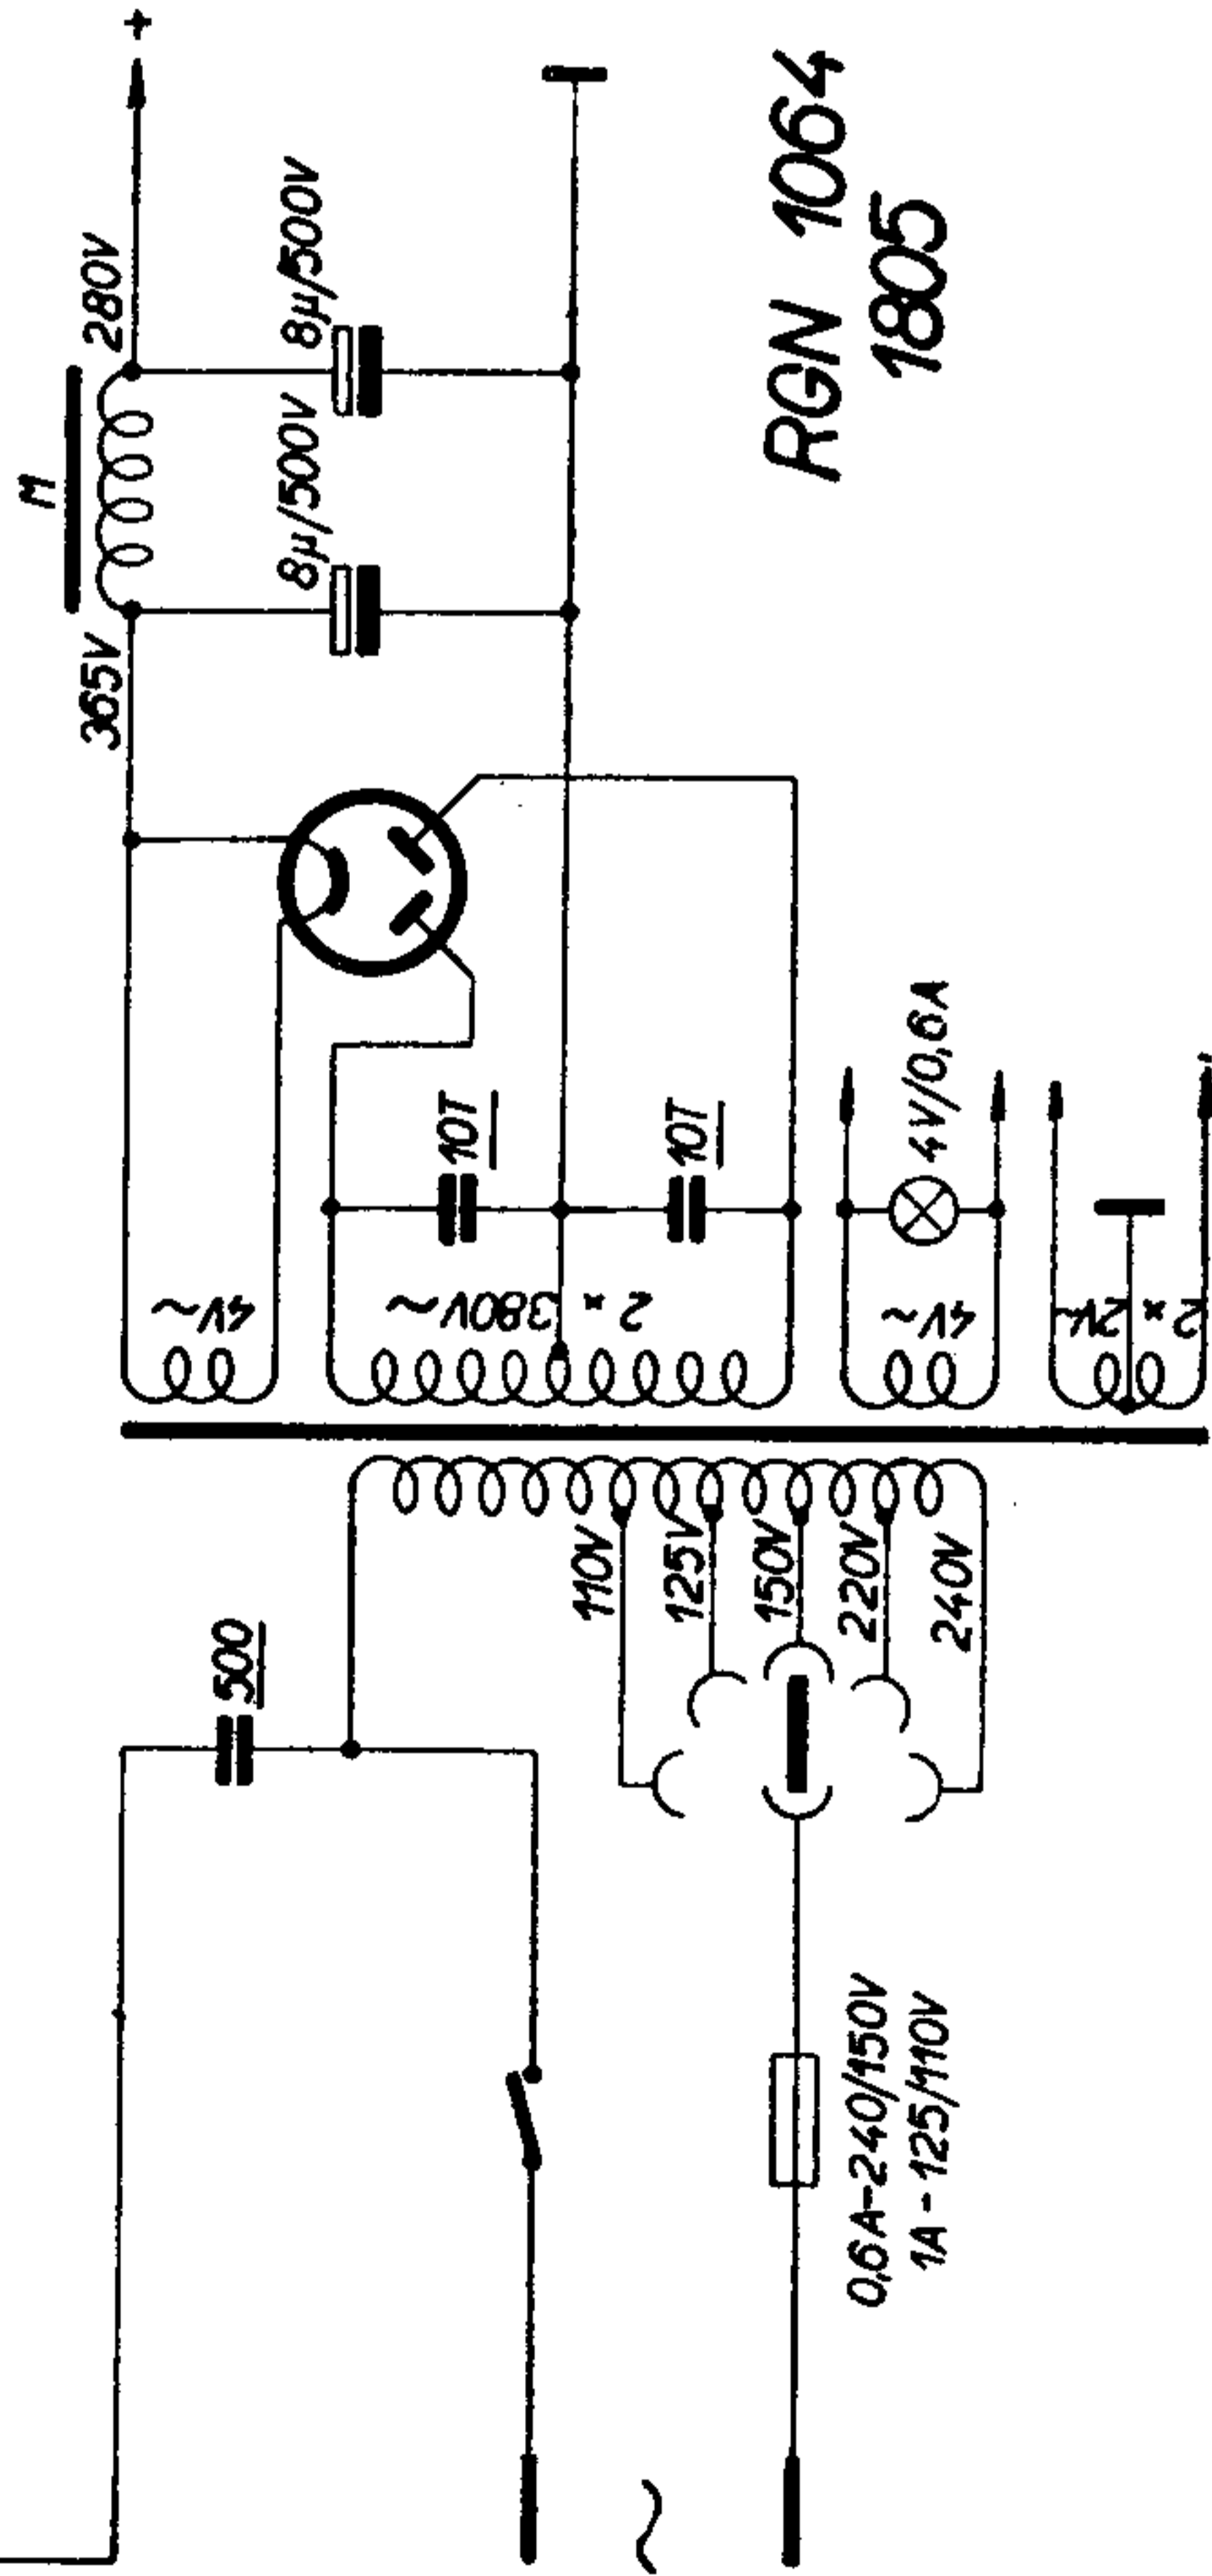 M
+
365V
280V
8μ/500V
8μ/500V
RGN 1064
1805
4V~
2 × 380V~
10T
10T
4V~
4V/0,6A
2 × 2V~
500
110V
125V
150V
220V
240V
0,6A-240/150V
1A-125/110V
~